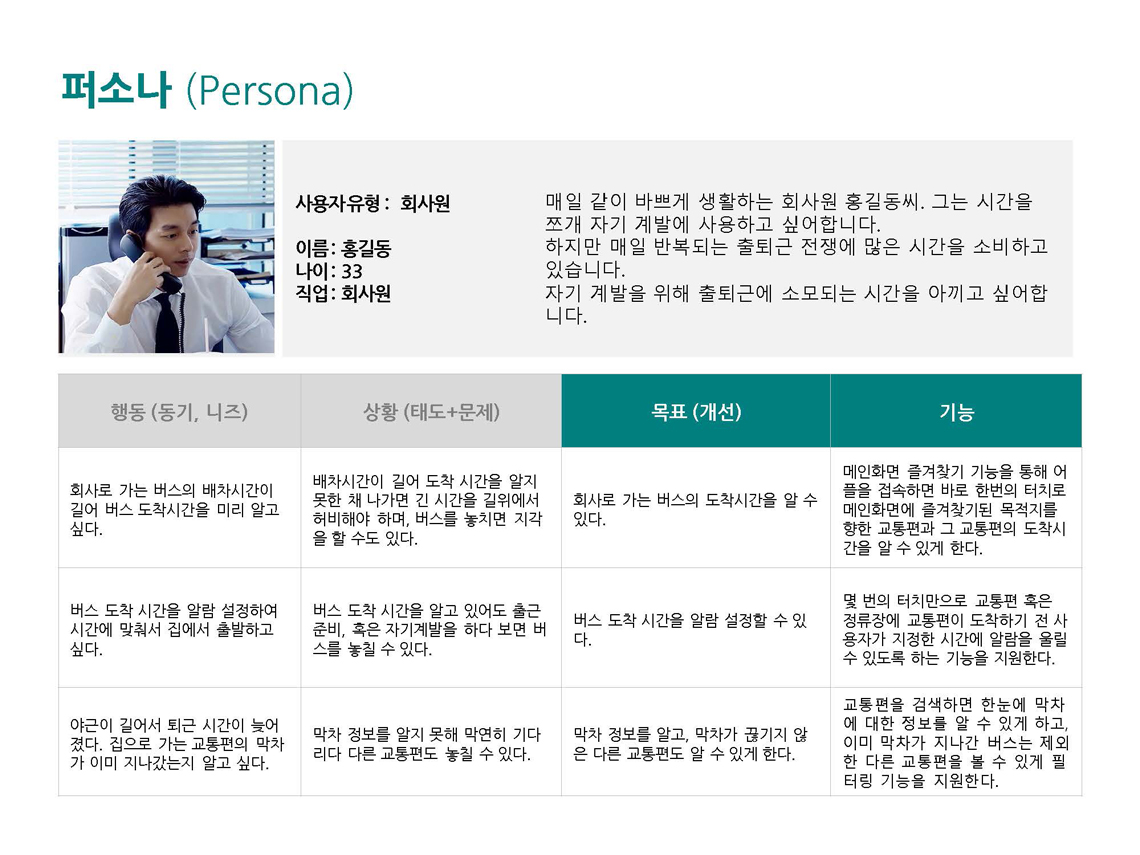 퍼소나 (Persona)
사용자유형 : 회사원
이름 : 홍길동
나이 : 33
직업 : 회사원
매일 같이 바쁘게 생활하는 회사원 홍길동씨. 그는 시간을
쪼개 자기 계발에 사용하고 싶어합니다.
하지만 매일 반복되는 출퇴근 전쟁에 많은 시간을 소비하고
있습니다.
자기 계발을 위해 출퇴근에 소모되는 시간을 아끼고 싶어합
니다.
행동 (동기, 니즈)
상황 (태도+문제)
목표 (개선)
기능
회사로 가는 버스의 배차시간이
길어 버스 도착시간을 미리 알고
싶다.
배차시간이 길어 도착 시간을 알지
못한 채 나가면 긴 시간을 길위에서
허비해야 하며, 버스를 놓치면 지각
을 할 수도 있다.
회사로 가는 버스의 도착시간을 알 수
있다.
메인화면 즐겨찾기 기능을 통해 어
플을 접속하면 바로 한번의 터치로
메인화면에 즐겨찾기된 목적지를
향한 교통편과 그 교통편의 도착시
간을 알 수 있게 한다.
버스 도착 시간을 알람 설정하여
시간에 맞춰서 집에서 출발하고
싶다.
버스 도착 시간을 알고 있어도 출근
준비, 혹은 자기계발을 하다 보면 버
스를 놓칠 수 있다.
버스 도착 시간을 알람 설정할 수 있
다.
몇 번의 터치만으로 교통편 혹은
정류장에 교통편이 도착하기 전 사
용자가 지정한 시간에 알람을 울릴
수 있도록 하는 기능을 지원한다.
야근이 길어서 퇴근 시간이 늦어
졌다. 집으로 가는 교통편의 막차
가 이미 지나갔는지 알고 싶다.
막차 정보를 알지 못해 막연히 기다
리다 다른 교통편도 놓칠 수 있다.
막차 정보를 알고, 막차가 끊기지 않
은 다른 교통편도 알 수 있게 한다.
교통편을 검색하면 한눈에 막차
에 대한 정보를 알 수 있게 하고,
이미 막차가 지나간 버스는 제외
한 다른 교통편을 볼 수 있게 필
터링 기능을 지원한다.